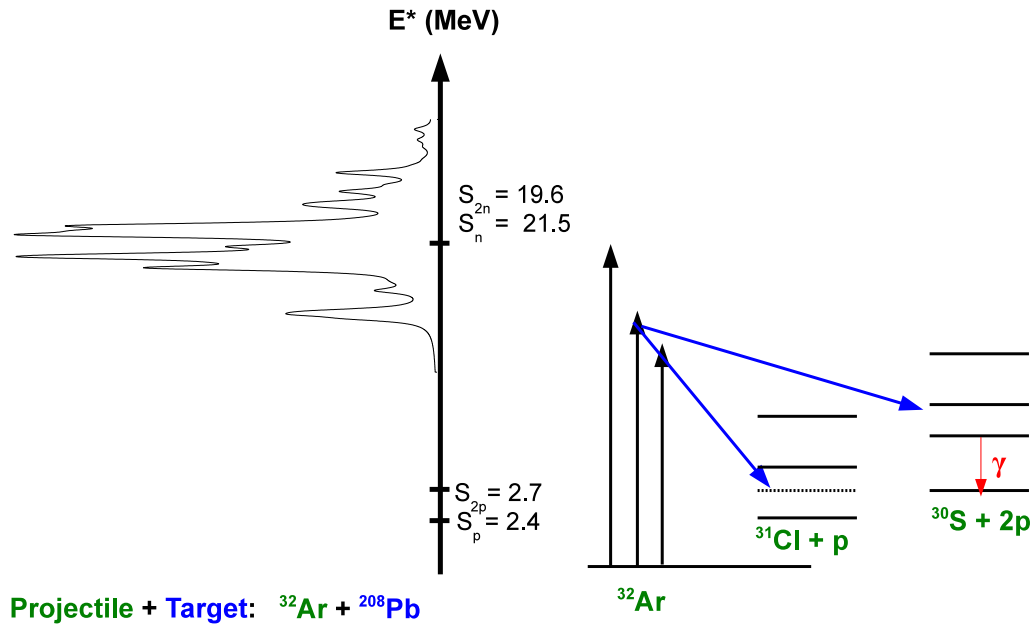 E* (MeV)
S₂ₙ = 19.6
Sₙ = 21.5
S₂ₚ = 2.7
Sₚ = 2.4
γ
³¹Cl + p
³⁰S + 2p
³²Ar
Projectile + Target: ³²Ar + ²⁰⁸Pb